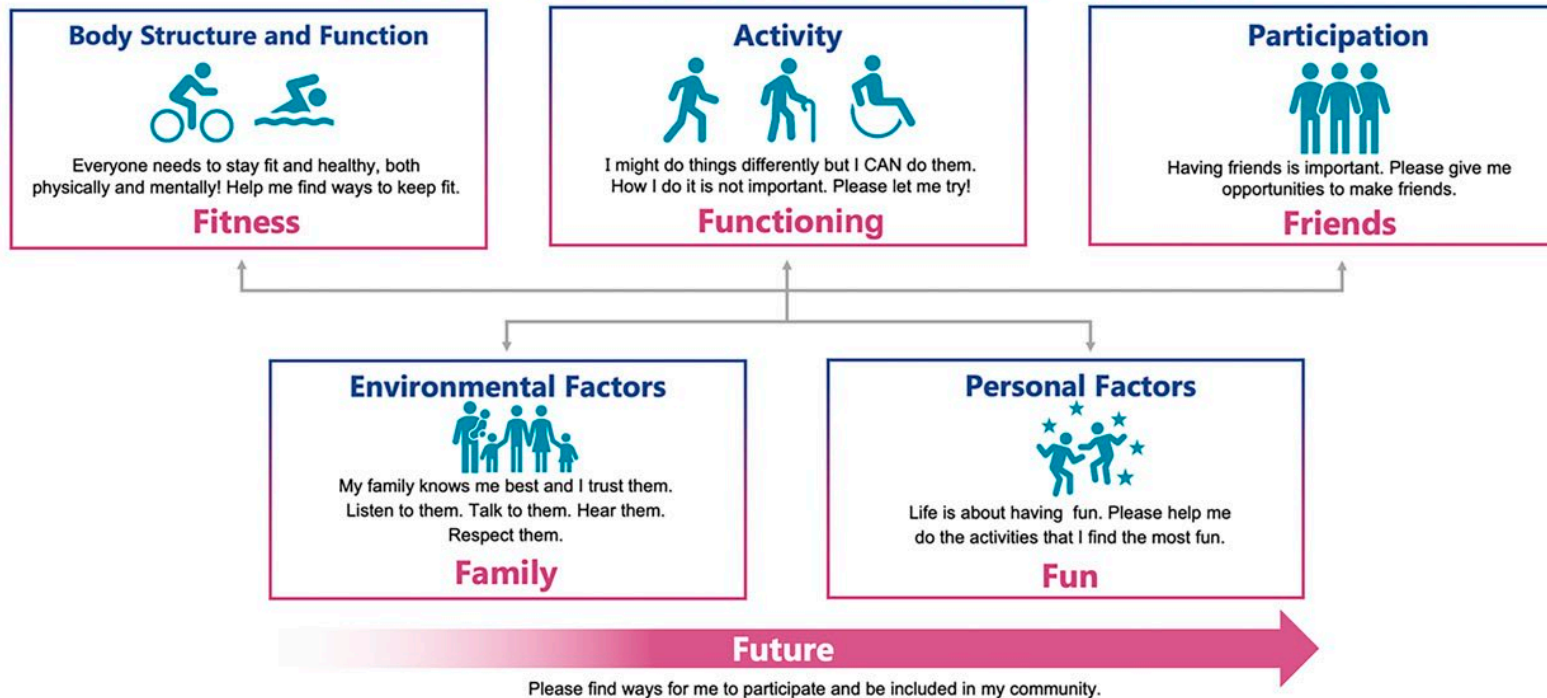 Body Structure and Function
Everyone needs to stay fit and healthy, both
physically and mentally! Help me find ways to keep fit.
Fitness
Activity
I might do things differently but I CAN do them.
How I do it is not important. Please let me try!
Functioning
Participation
Having friends is important. Please give me
opportunities to make friends.
Friends
Environmental Factors
My family knows me best and I trust them.
Listen to them. Talk to them. Hear them.
Respect them.
Family
Personal Factors
Life is about having fun. Please help me
do the activities that I find the most fun.
Fun
Future
Please find ways for me to participate and be included in my community.